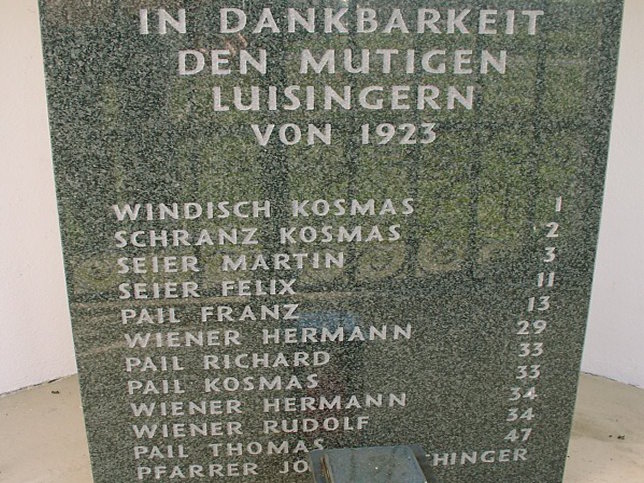 IN DANKBARKEIT
DEN MUTIGEN
LUISINGERN
VON 1923
WINDISCH KOSMAS 1
SCHRANZ KOSMAS 2
SEIER MARTIN 3
SEIER FELIX 11
PAIL FRANZ 13
WIENER HERMANN 29
PAIL RICHARD 33
PAIL KOSMAS 33
WIENER HERMANN 34
WIENER RUDOLF 34
PAIL THOMAS 47
PFARRER